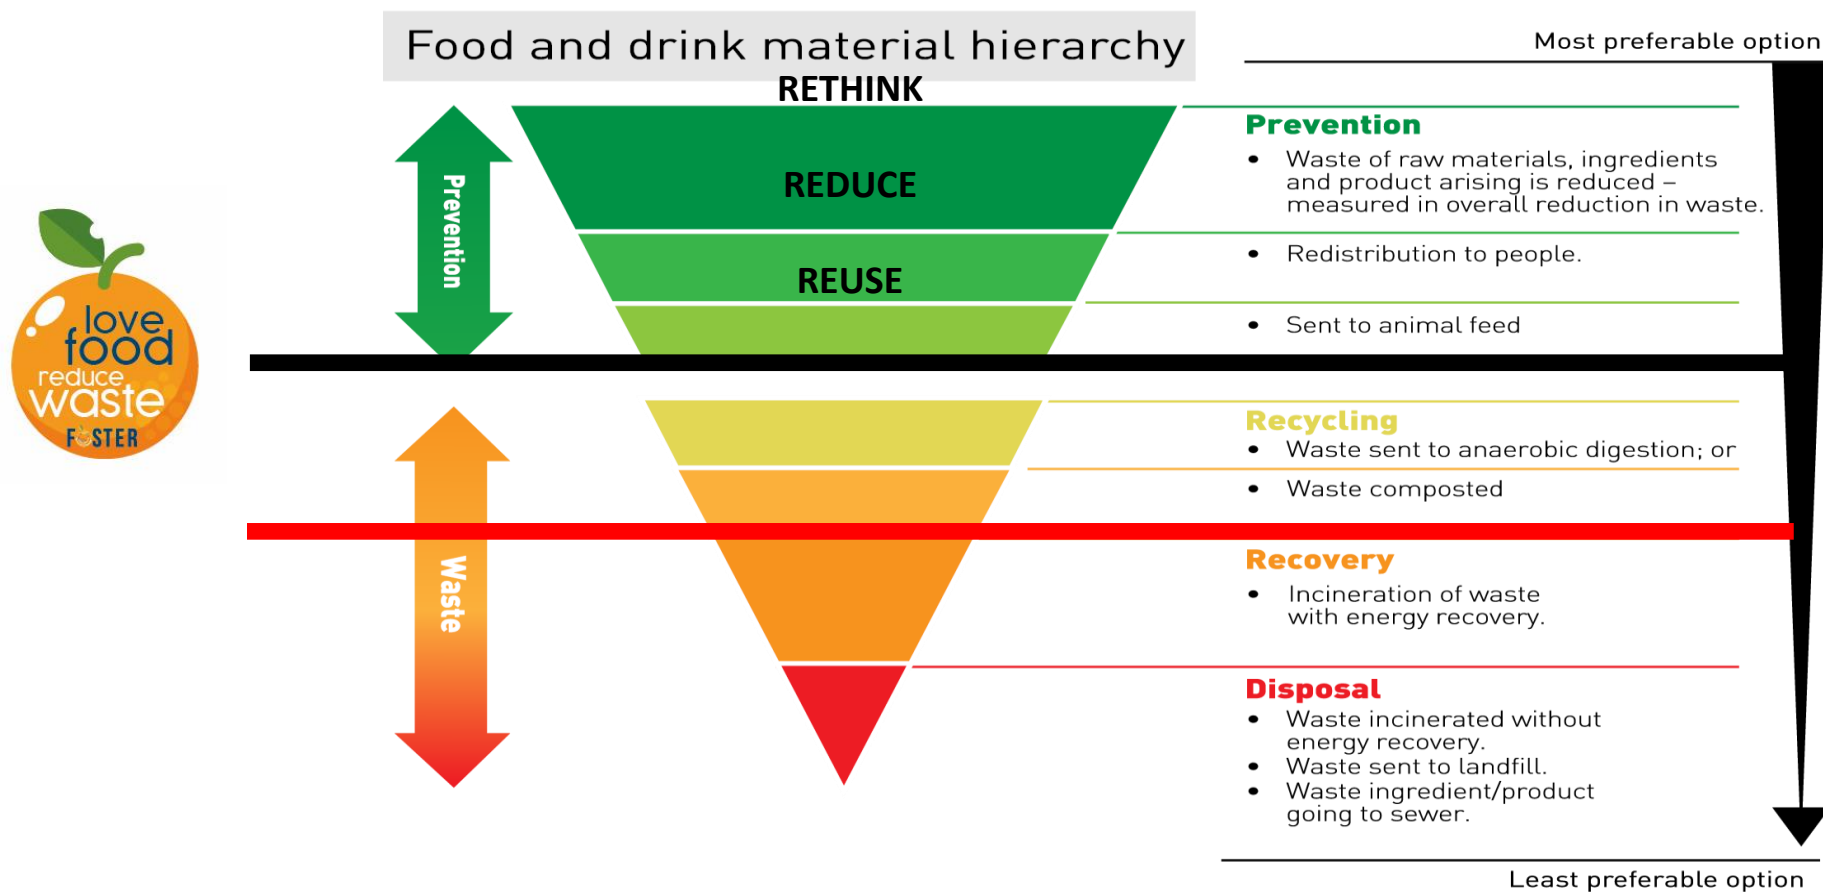 Food and drink material hierarchy
RETHINK
Most preferable option
Prevention
REDUCE
REUSE
Prevention
• Waste of raw materials, ingredients
and product arising is reduced –
measured in overall reduction in waste.
• Redistribution to people.
• Sent to animal feed
love
food
reduce
waste
FOSTER
Waste
Recycling
• Waste sent to anaerobic digestion; or
• Waste composted
Recovery
• Incineration of waste
with energy recovery.
Disposal
• Waste incinerated without
energy recovery.
• Waste sent to landfill.
• Waste ingredient/product
going to sewer.
Least preferable option